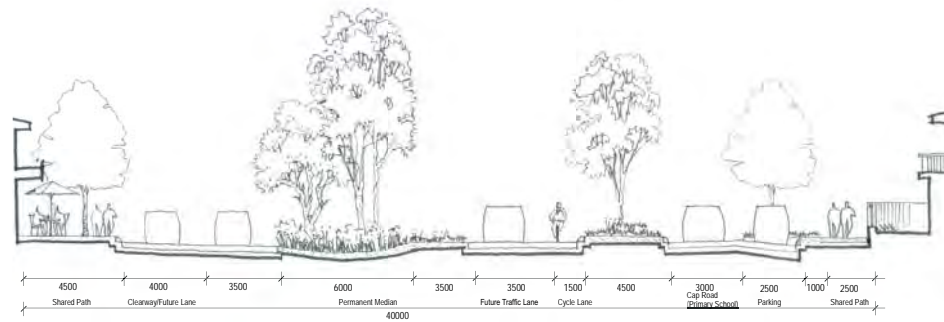 4500 4000 3500 6000 3500 3500 1500 4500 3000 2500 1000 2500
Shared Path Clearway/Future Lane Permanent Median Future Traffic Lane Cycle Lane Cap Road Parking Shared Path
(Primary School)
40000